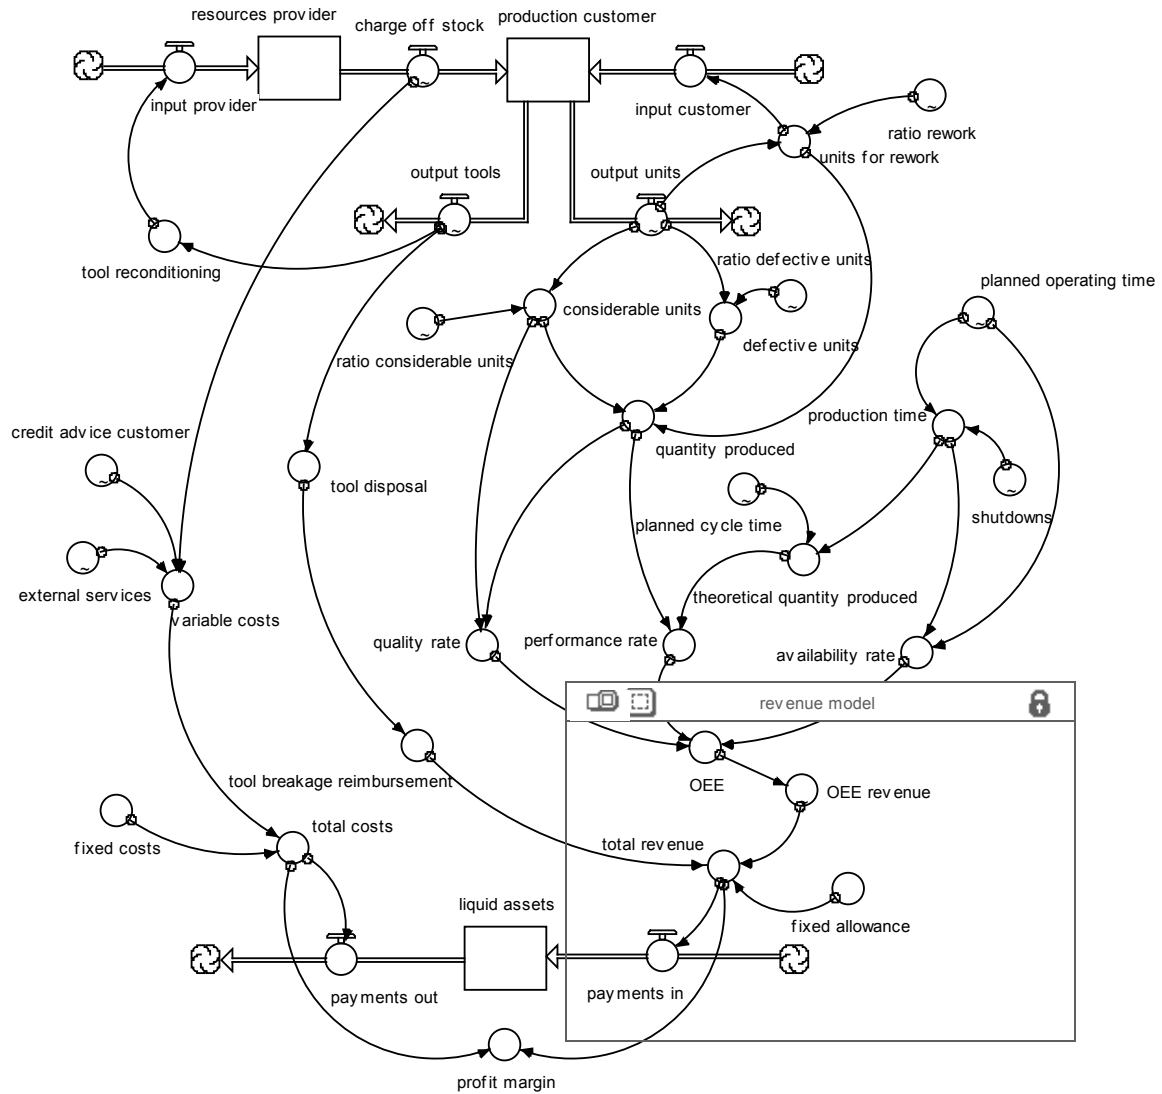 resources provider
charge off stock
production customer
input provider
input customer
ratio rework
units for rework
output tools
output units
tool reconditioning
ratio defective units
planned operating time
considerable units
ratio considerable units
defective units
production time
credit advice customer
quantity produced
tool disposal
planned cycle time
shutdowns
external services
variable costs
theoretical quantity produced
quality rate
performance rate
availability rate
revenue model
tool breakage reimbursement
OEE
OEE revenue
total costs
fixed costs
total revenue
liquid assets
fixed allowance
payments out
payments in
profit margin